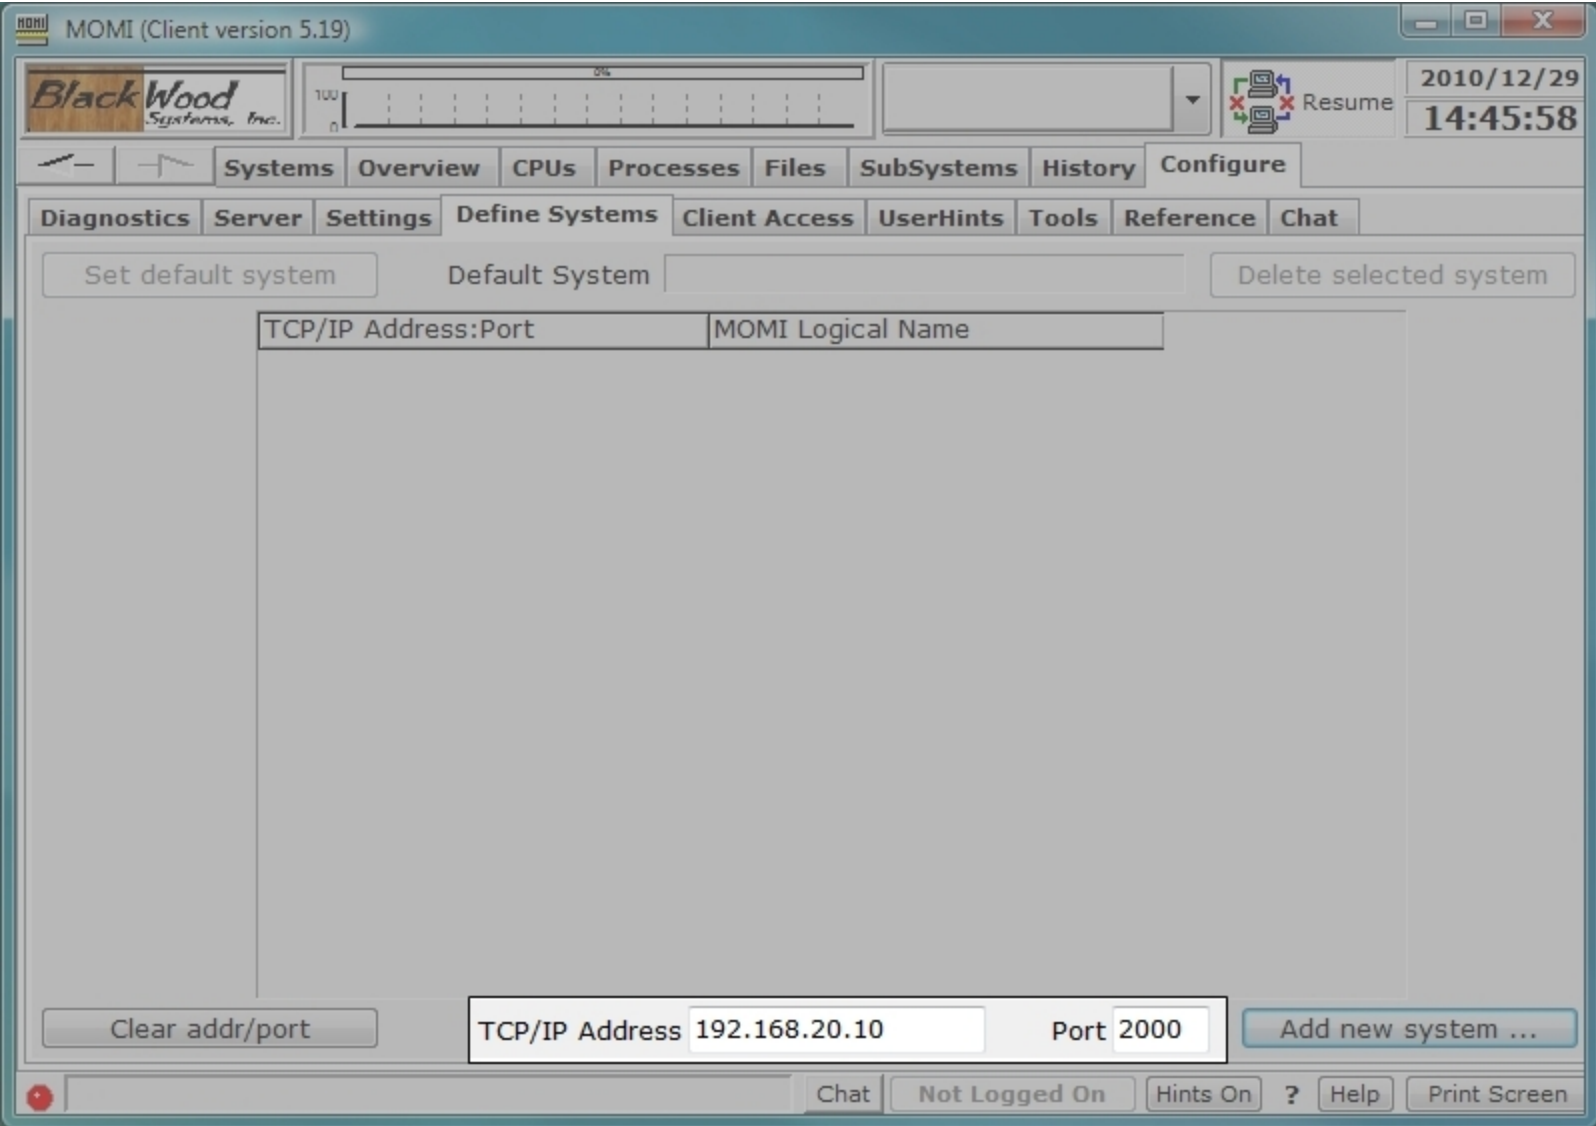 MOMI MOMI (Client version 5.19)
BlackWood Systems, Inc.
0%
100
0
Resume
2010/12/29
14:45:58
Systems Overview CPUs Processes Files SubSystems History Configure
Diagnostics Server Settings Define Systems Client Access UserHints Tools Reference Chat
Set default system Default System Delete selected system
TCP/IP Address:Port MOMI Logical Name
Clear addr/port TCP/IP Address 192.168.20.10 Port 2000 Add new system ...
Chat Not Logged On Hints On ? Help Print Screen